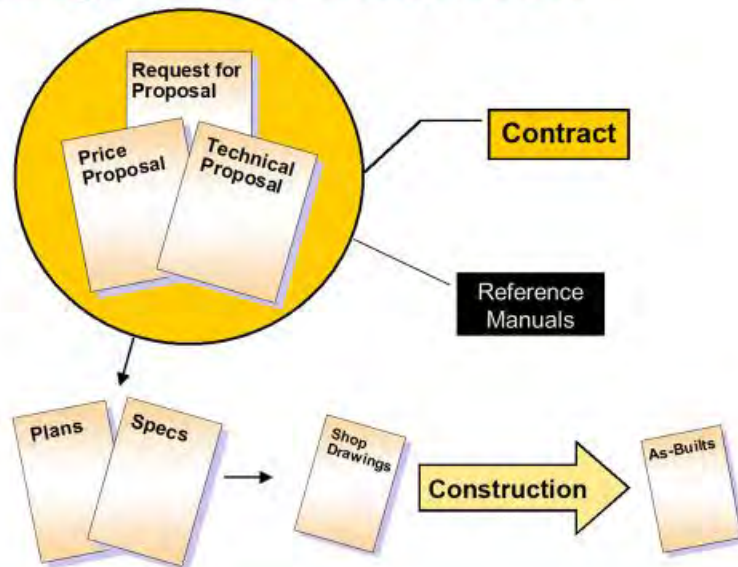 Request for
Proposal
Price
Proposal
Technical
Proposal
Contract
Reference
Manuals
Plans
Specs
Shop
Drawings
Construction
As-Builts